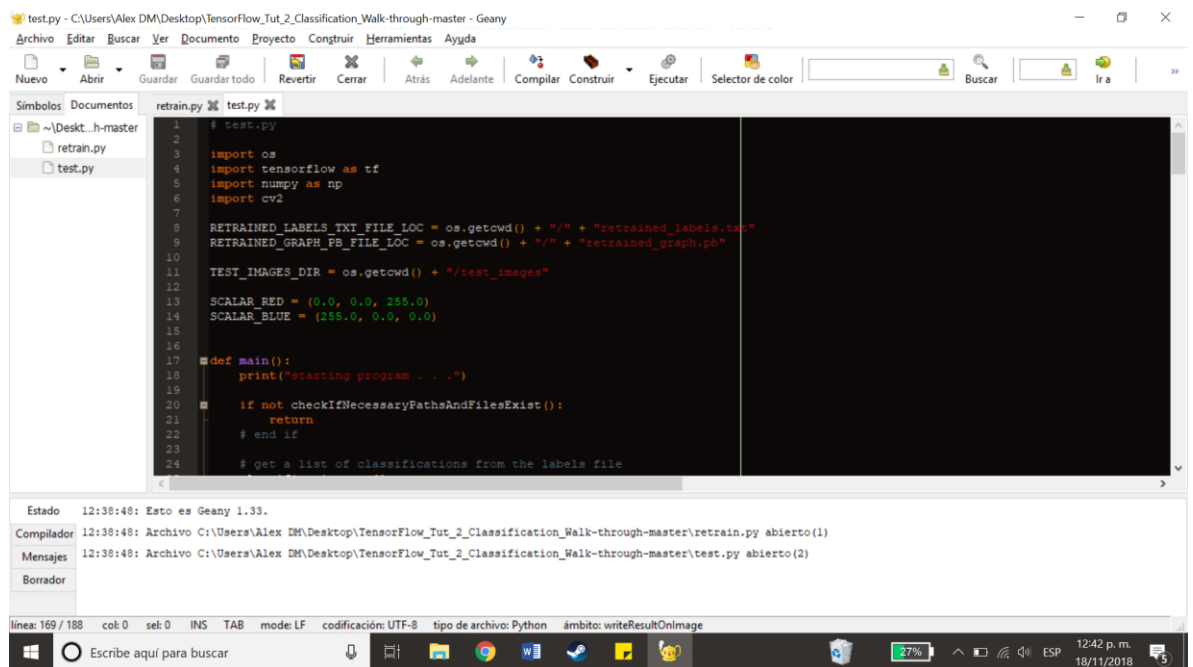 test.py - C:\Users\Alex DM\Desktop\TensorFlow_Tut_2_Classification_Walk-through-master - Geany
Archivo Editar Buscar Ver Documento Proyecto Construir Herramientas Ayuda
Nuevo Abrir Guardar Guardar todo Revertir Cerrar Atrás Adelante Compilar Construir Ejecutar Selector de color Buscar Ir a »
Símbolos Documentos retrain.py test.py
~\Deskt...h-master
retrain.py
test.py
1 # test.py
2
3 import os
4 import tensorflow as tf
5 import numpy as np
6 import cv2
7
8 RETRAINED_LABELS_TXT_FILE_LOC = os.getcwd() + "/" + "retrained_labels.txt"
9 RETRAINED_GRAPH_PB_FILE_LOC = os.getcwd() + "/" + "retrained_graph.pb"
10
11 TEST_IMAGES_DIR = os.getcwd() + "/test_images"
12
13 SCALAR_RED = (0.0, 0.0, 255.0)
14 SCALAR_BLUE = (255.0, 0.0, 0.0)
15
16
17 def main():
18 print("starting program . . .")
19
20 if not checkIfNecessaryPathsAndFilesExist():
21 return
22 # end if
23
24 # get a list of classifications from the labels file
Estado 12:38:48: Esto es Geany 1.33.
Compilador 12:38:48: Archivo C:\Users\Alex DM\Desktop\TensorFlow_Tut_2_Classification_Walk-through-master\retrain.py abierto(1)
Mensajes 12:38:48: Archivo C:\Users\Alex DM\Desktop\TensorFlow_Tut_2_Classification_Walk-through-master\test.py abierto(2)
Borrador
línea: 169 / 188 col: 0 sel: 0 INS TAB mode: LF codificación: UTF-8 tipo de archivo: Python ámbito: writeResultOnImage
Escribe aquí para buscar 27% ESP 12:42 p. m.
18/11/2018 5